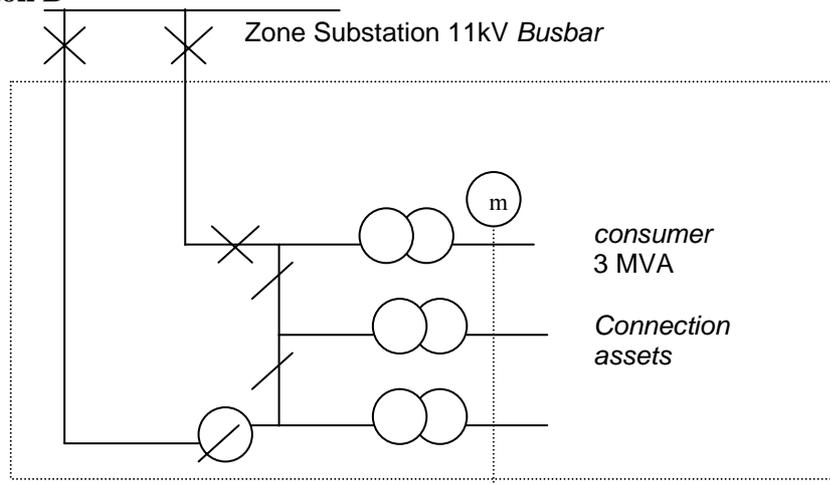 Zone Substation 11kV Busbar
m
consumer
3 MVA
Connection
assets